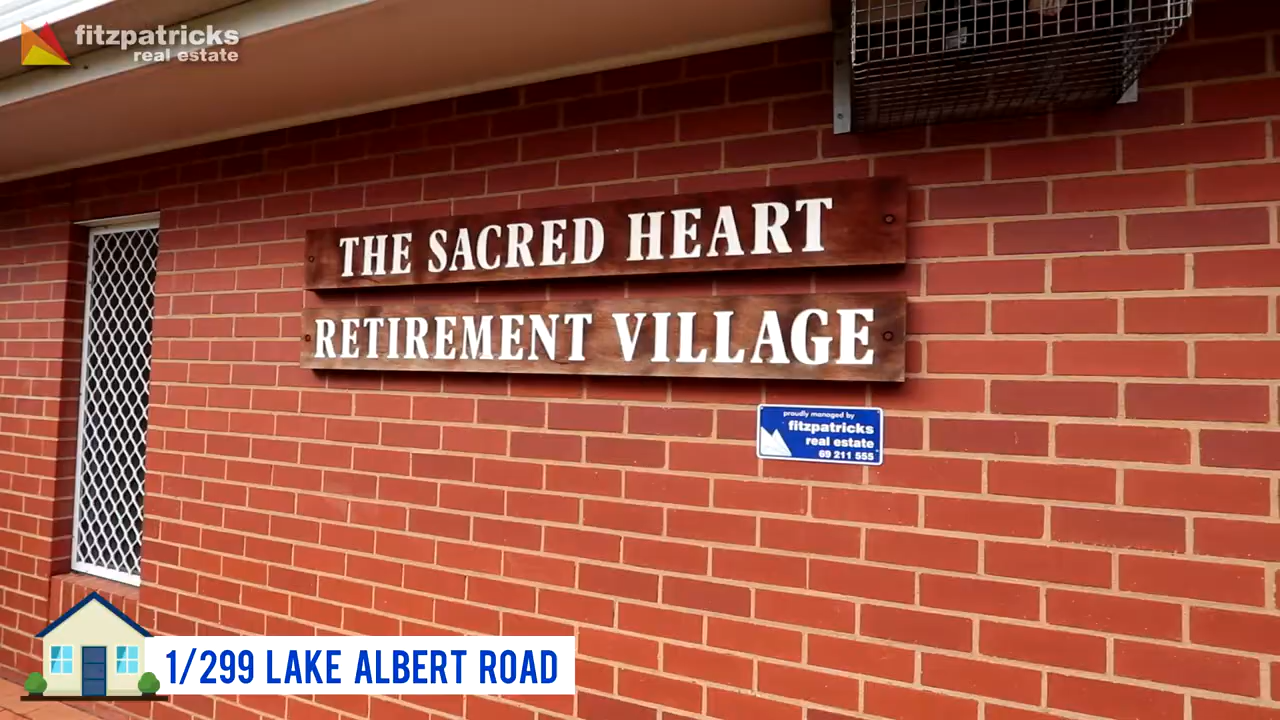 fitzpatricks
real estate
THE SACRED HEART
RETIREMENT VILLAGE
proudly managed by
fitzpatricks
real estate
69 211 555
1/299 LAKE ALBERT ROAD